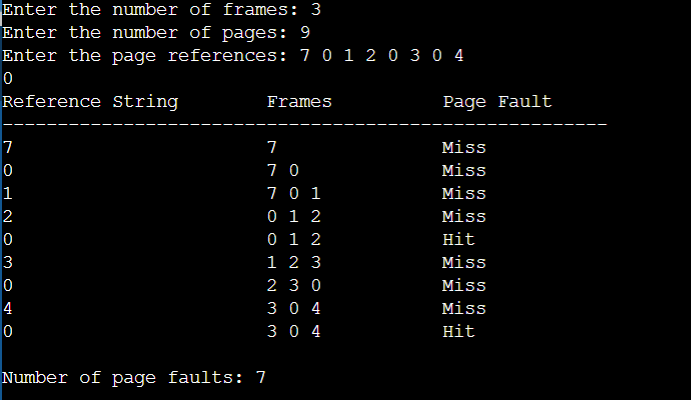 Enter the number of frames: 3
Enter the number of pages: 9
Enter the page references: 7 0 1 2 0 3 0 4
0
Reference String        Frames          Page Fault
-------------------------------------------------------
7                       7               Miss
0                       7 0             Miss
1                       7 0 1           Miss
2                       0 1 2           Miss
0                       0 1 2           Hit
3                       1 2 3           Miss
0                       2 3 0           Miss
4                       3 0 4           Miss
0                       3 0 4           Hit
Number of page faults: 7